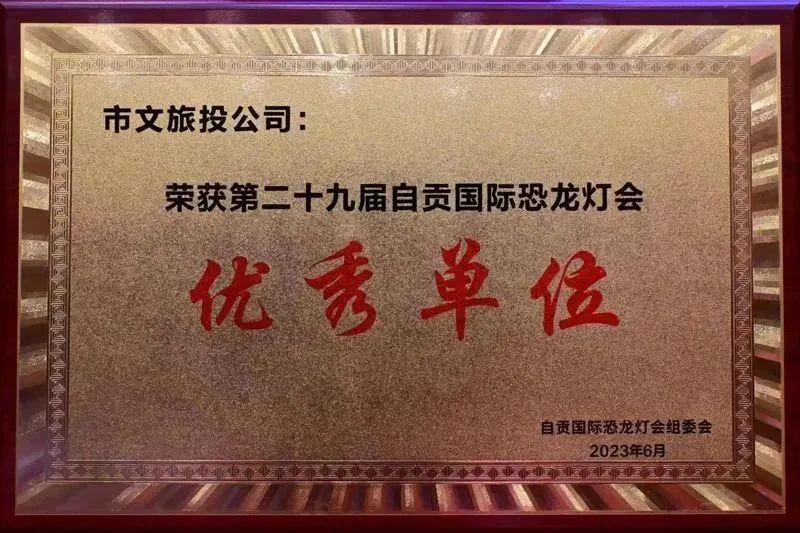 市文旅投公司：
荣获第二十九届自贡国际恐龙灯会
优秀单位
自贡国际恐龙灯会组委会
2023年6月